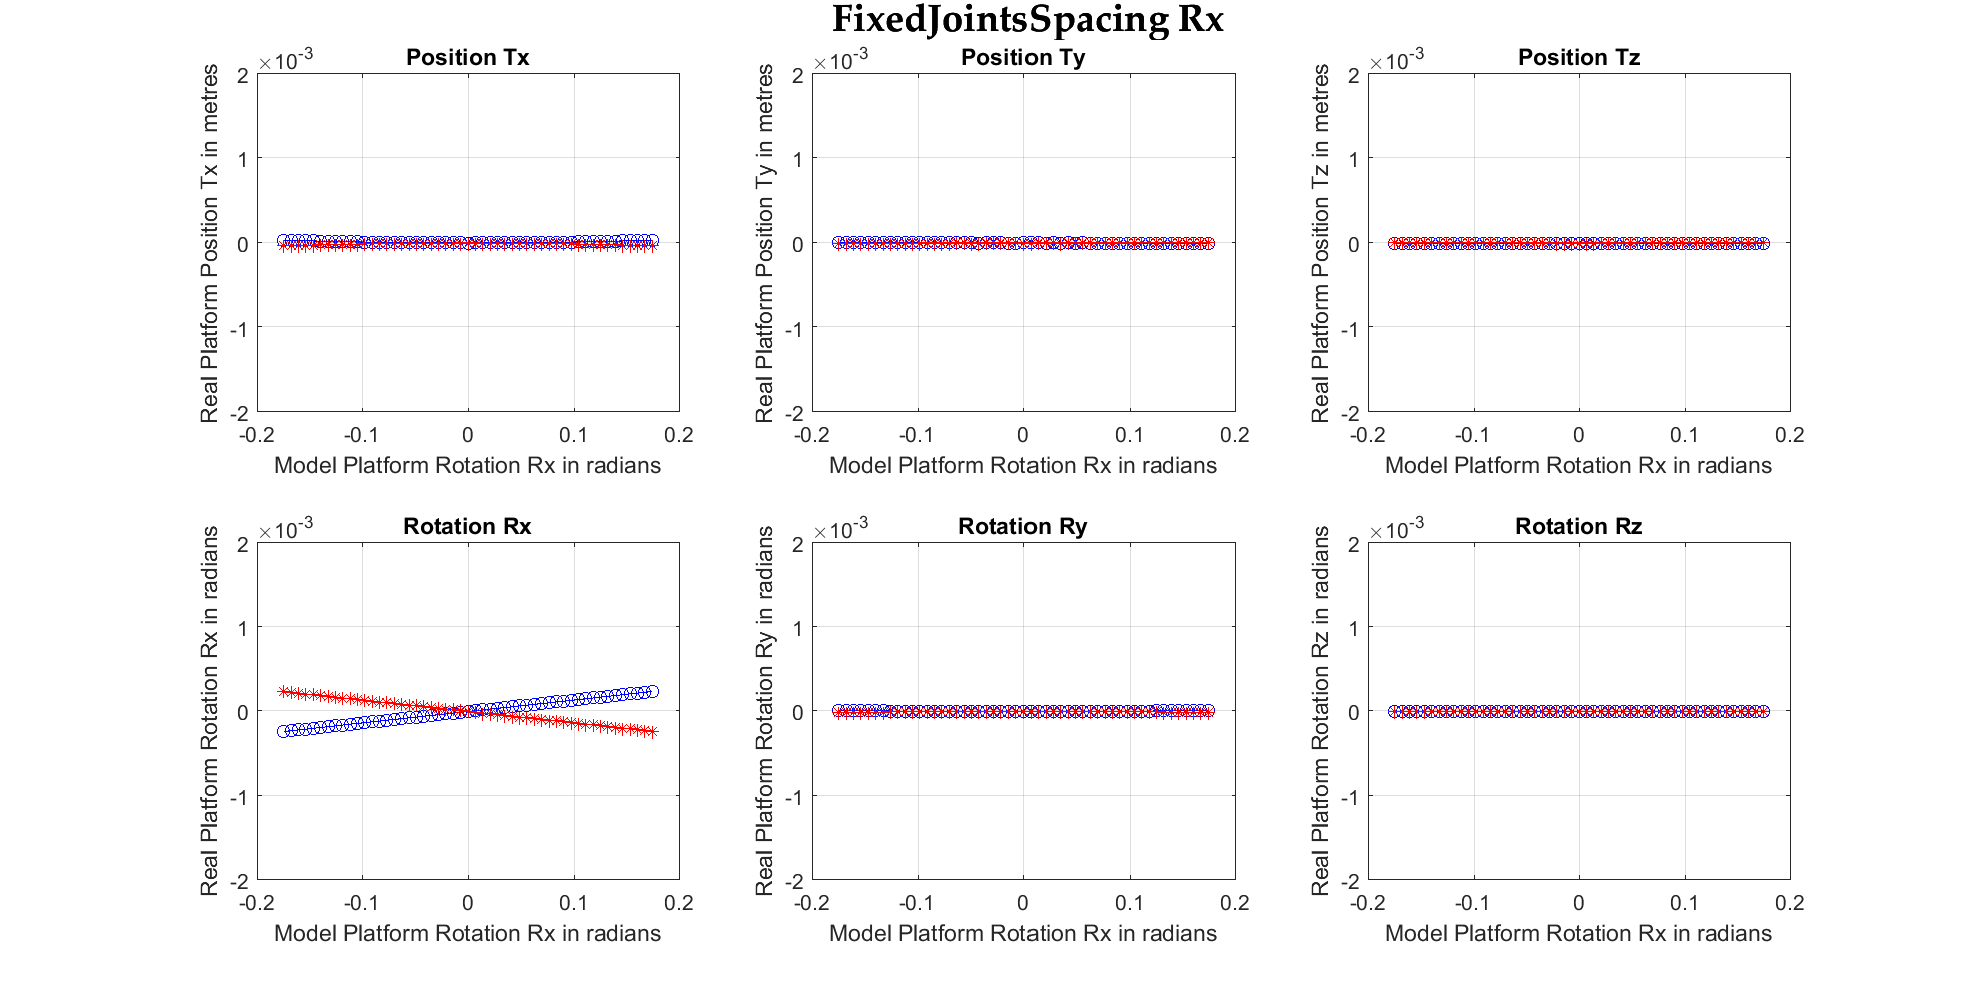 FixedJointsSpacing Rx
Position Tx
×10-3
Real Platform Position Tx in metres
2
1
0
-1
-2
-0.2 -0.1 0 0.1 0.2
Model Platform Rotation Rx in radians
Position Ty
×10-3
Real Platform Position Ty in metres
2
1
0
-1
-2
-0.2 -0.1 0 0.1 0.2
Model Platform Rotation Rx in radians
Position Tz
×10-3
Real Platform Position Tz in metres
2
1
0
-1
-2
-0.2 -0.1 0 0.1 0.2
Model Platform Rotation Rx in radians
Rotation Rx
×10-3
Real Platform Rotation Rx in radians
2
1
0
-1
-2
-0.2 -0.1 0 0.1 0.2
Model Platform Rotation Rx in radians
Rotation Ry
×10-3
Real Platform Rotation Ry in radians
2
1
0
-1
-2
-0.2 -0.1 0 0.1 0.2
Model Platform Rotation Rx in radians
Rotation Rz
×10-3
Real Platform Rotation Rz in radians
2
1
0
-1
-2
-0.2 -0.1 0 0.1 0.2
Model Platform Rotation Rx in radians